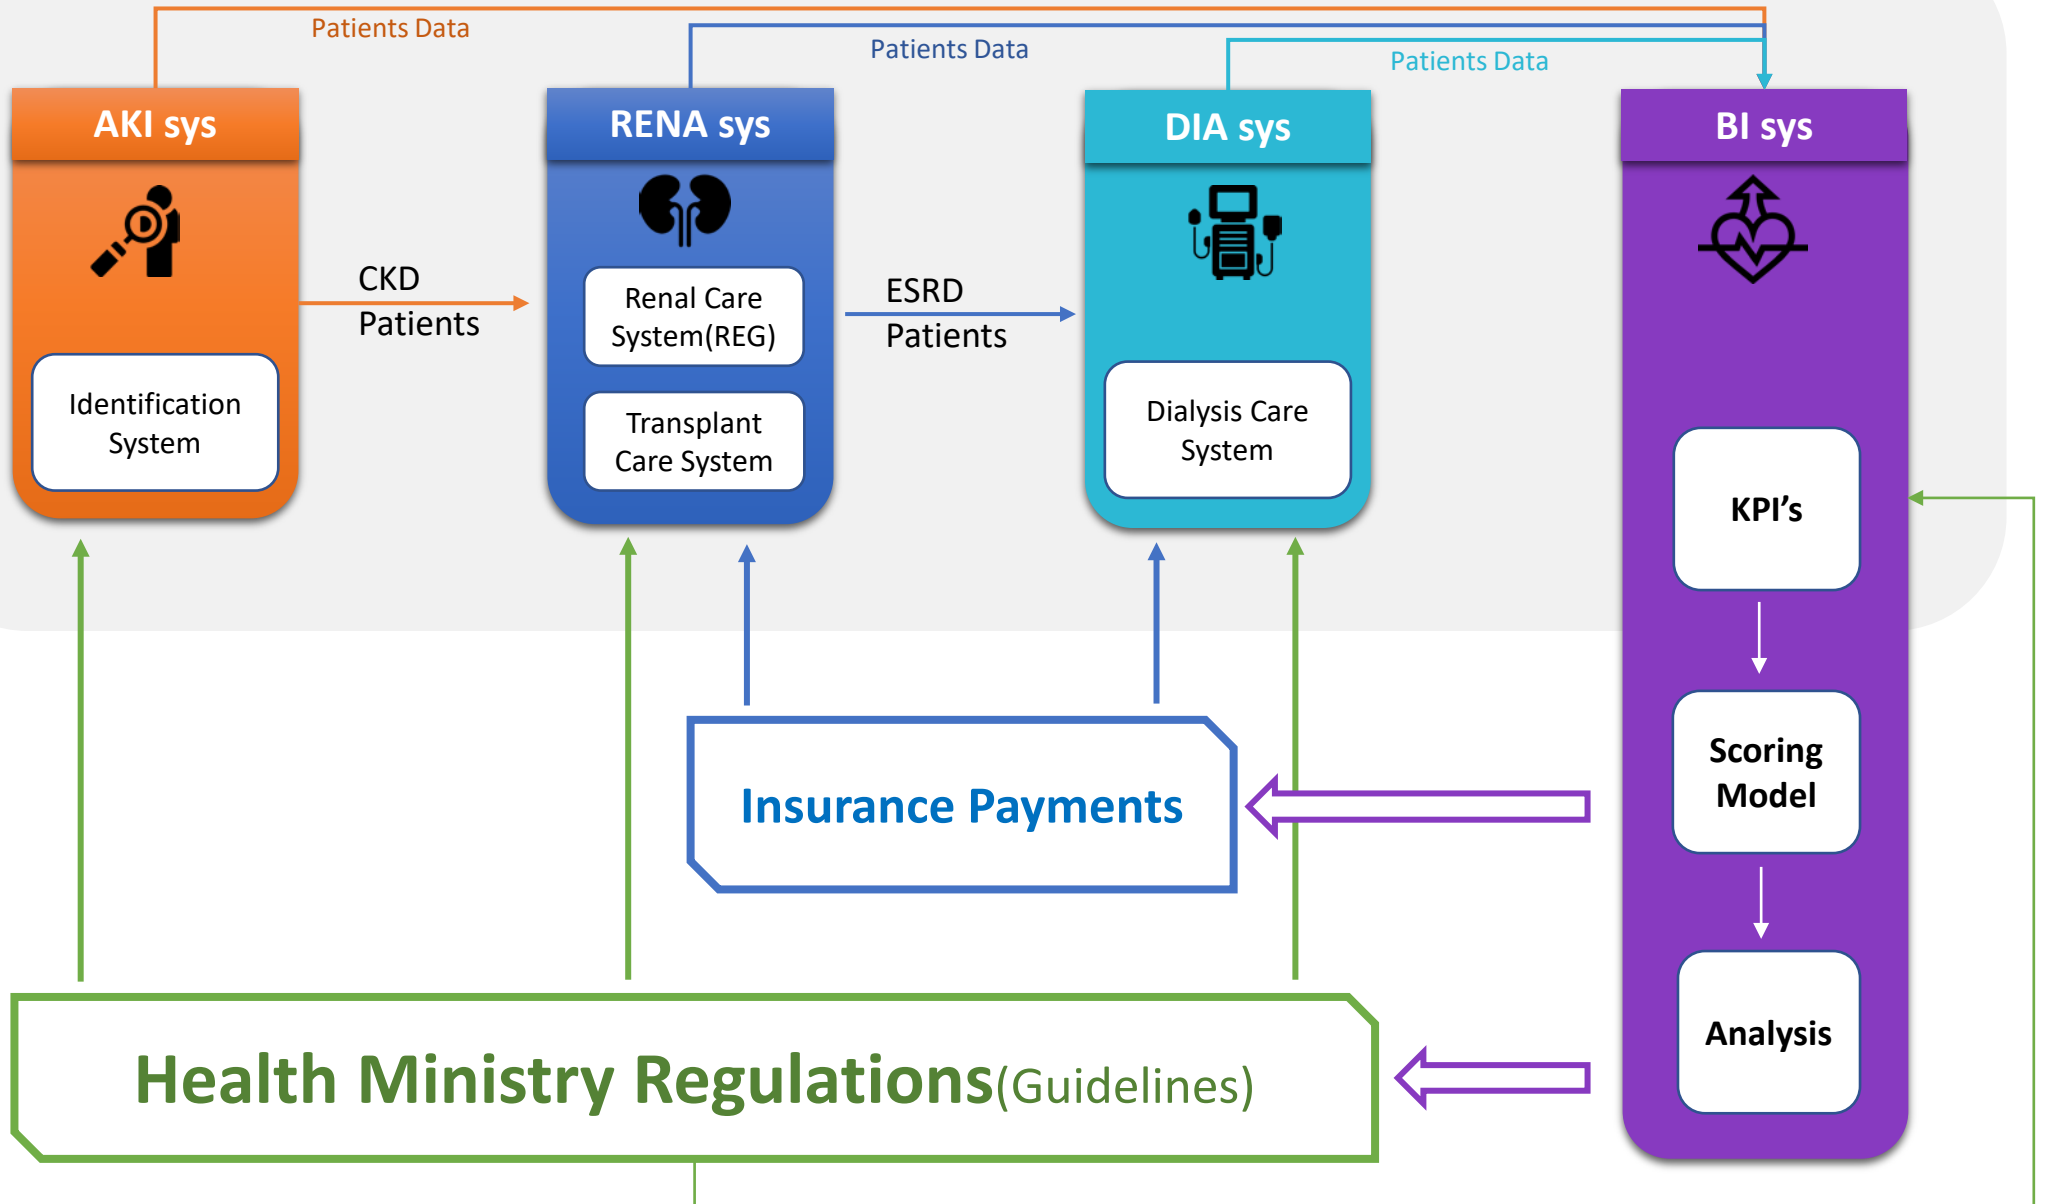 Patients Data
Patients Data
Patients Data
AKI sys
RENA sys
DIA sys
BI sys
D
CKD
Patients
Renal Care
System(REG)
ESRD
Patients
Identification
System
Transplant
Care System
Dialysis Care
System
KPI’s
Scoring
Model
Insurance Payments
Analysis
Health Ministry Regulations(Guidelines)